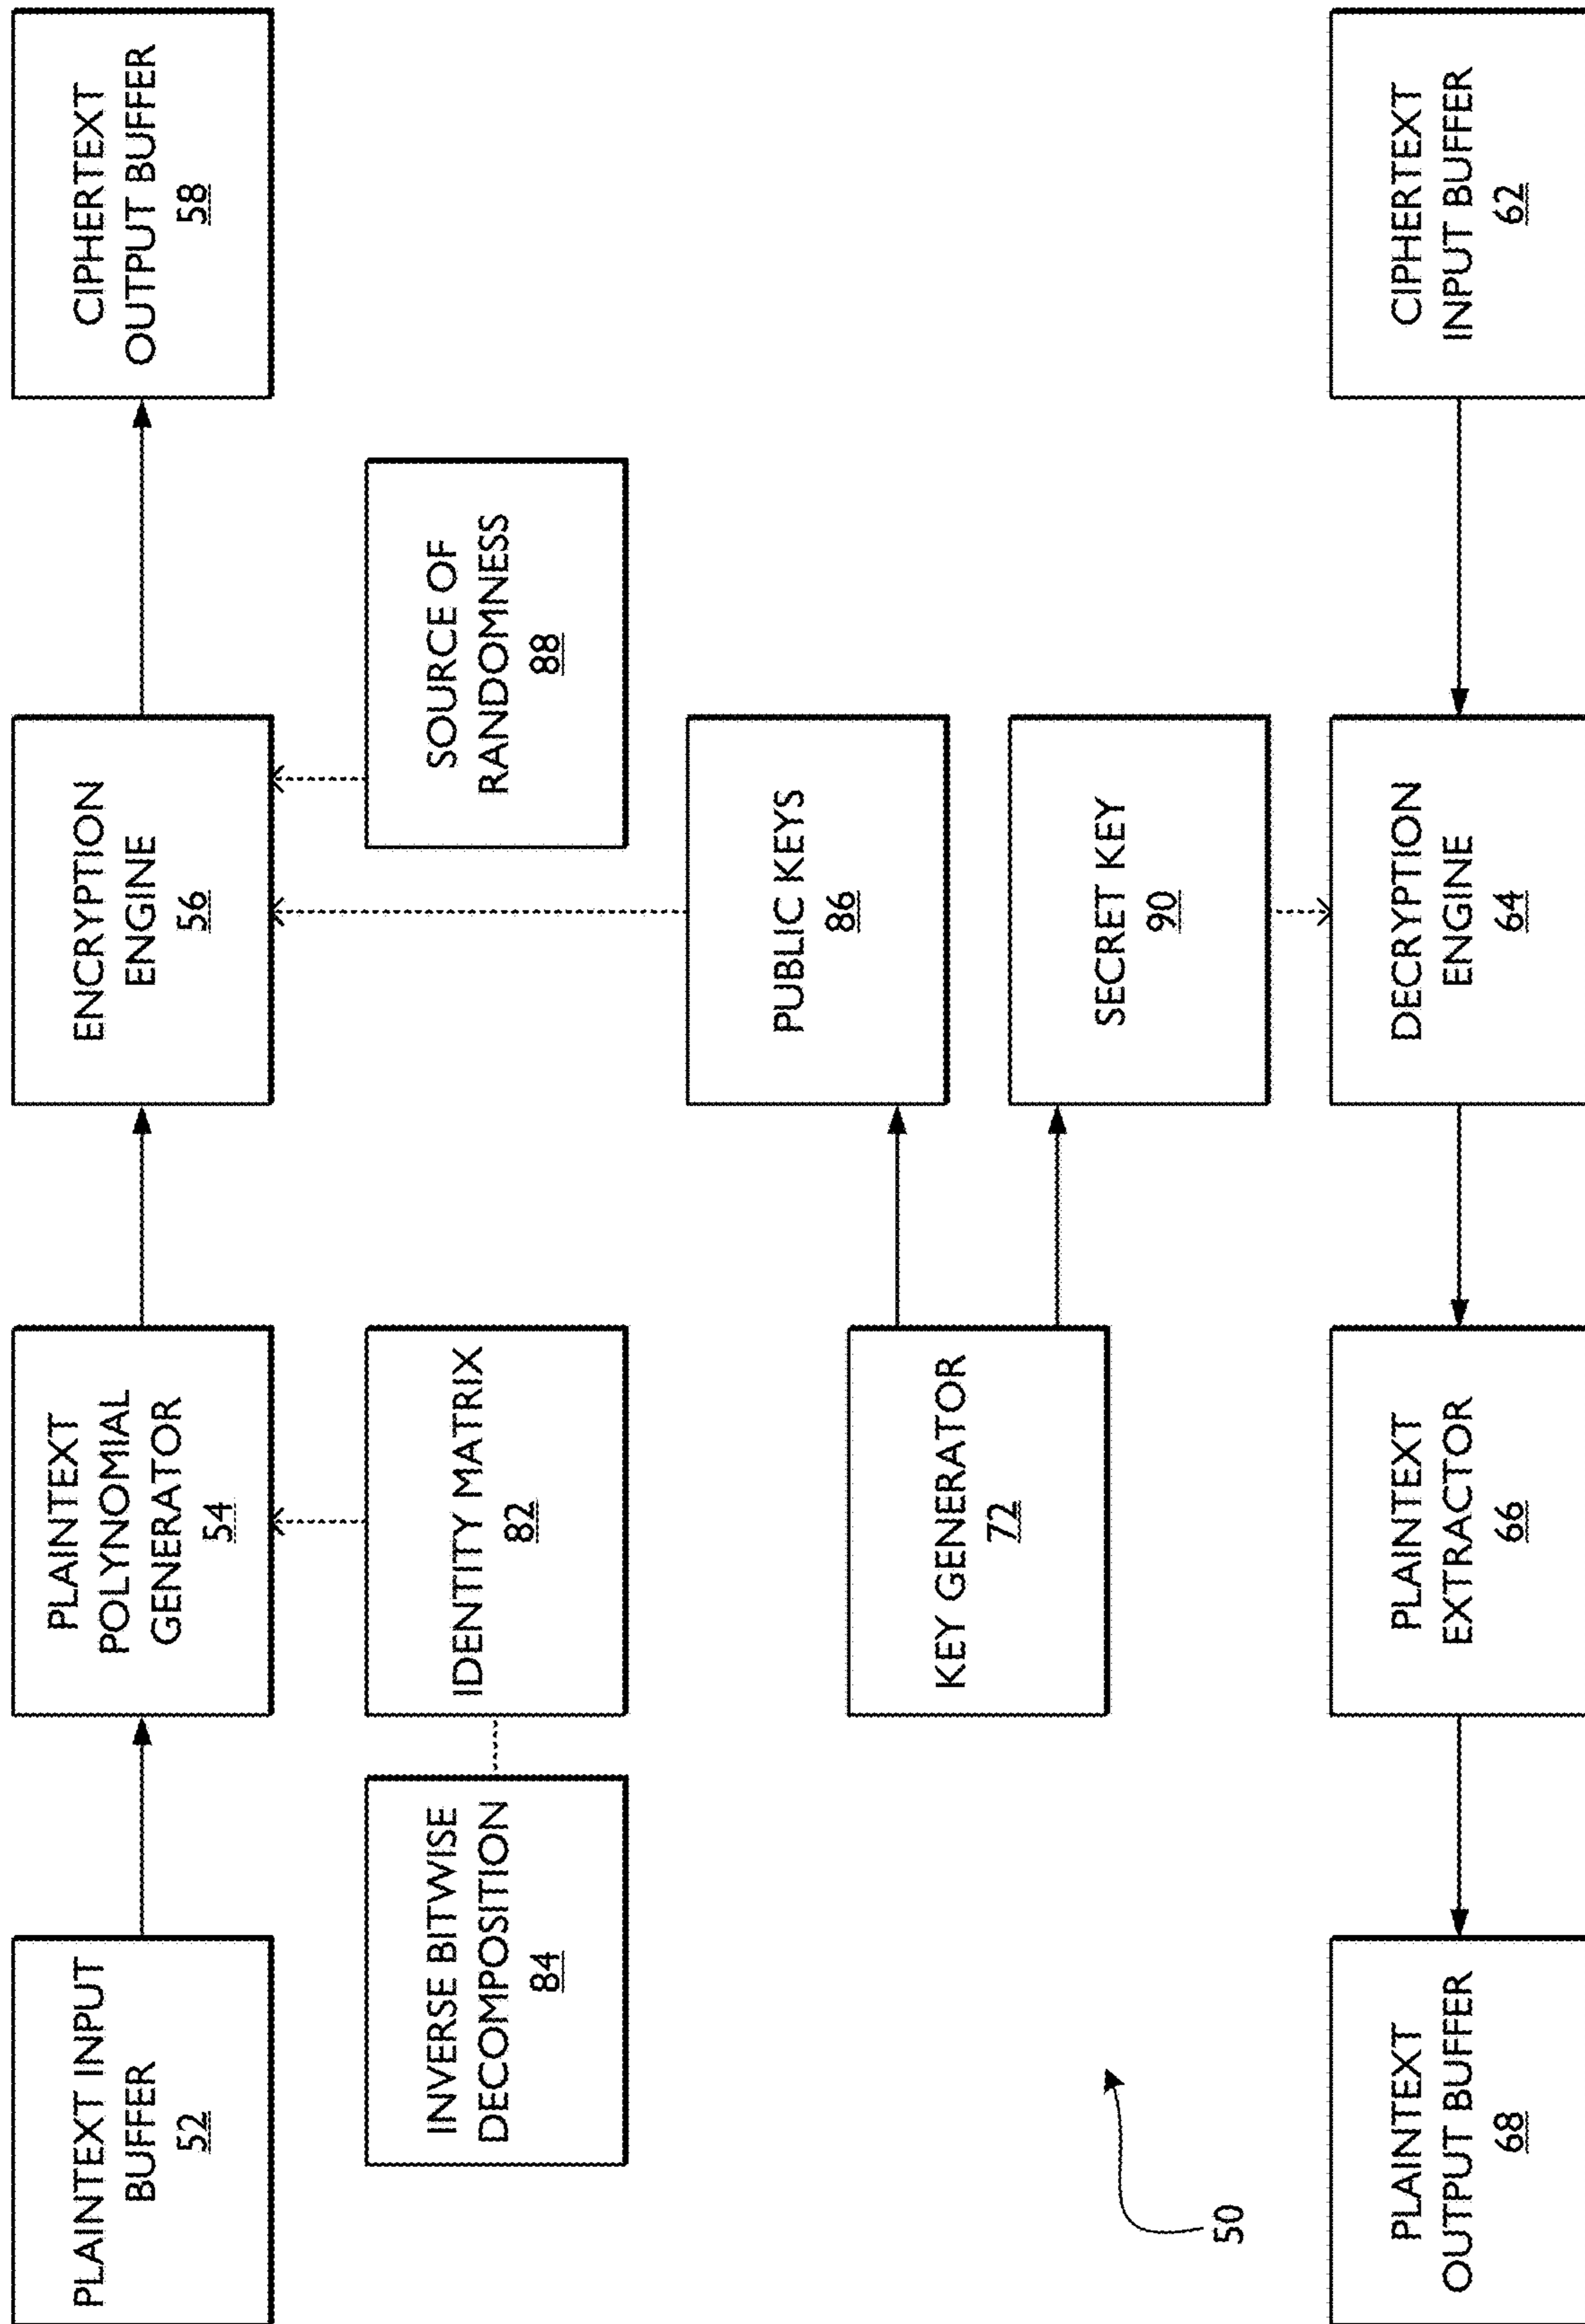 PLAINTEXT INPUT
BUFFER
52
PLAINTEXT
POLYNOMIAL
GENERATOR
54
ENCRYPTION
ENGINE
56
CIPHERTEXT
OUTPUT BUFFER
58
INVERSE BITWISE
DECOMPOSITION
84
IDENTITY MATRIX
82
SOURCE OF
RANDOMNESS
88
PUBLIC KEYS
86
KEY GENERATOR
72
SECRET KEY
90
50
PLAINTEXT
OUTPUT BUFFER
68
PLAINTEXT
EXTRACTOR
66
DECRYPTION
ENGINE
64
CIPHERTEXT
INPUT BUFFER
62